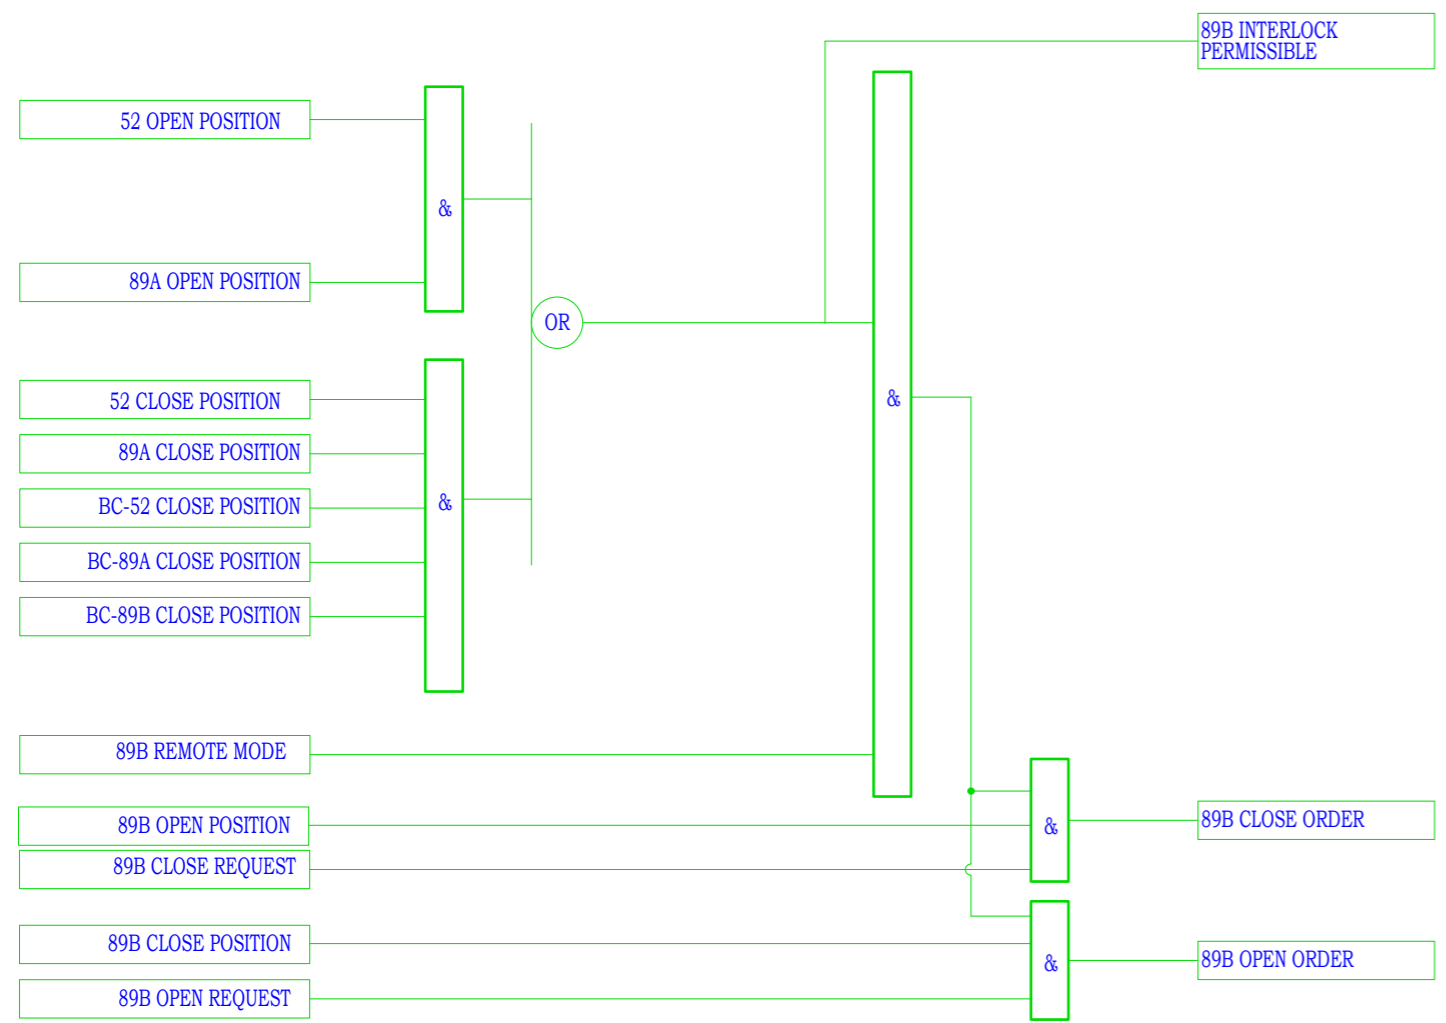 89B INTERLOCK
PERMISSIBLE
52 OPEN POSITION
&
89A OPEN POSITION
OR
52 CLOSE POSITION
&
89A CLOSE POSITION
BC-52 CLOSE POSITION
&
BC-89A CLOSE POSITION
BC-89B CLOSE POSITION
89B REMOTE MODE
89B OPEN POSITION
&
89B CLOSE ORDER
89B CLOSE REQUEST
89B CLOSE POSITION
&
89B OPEN ORDER
89B OPEN REQUEST